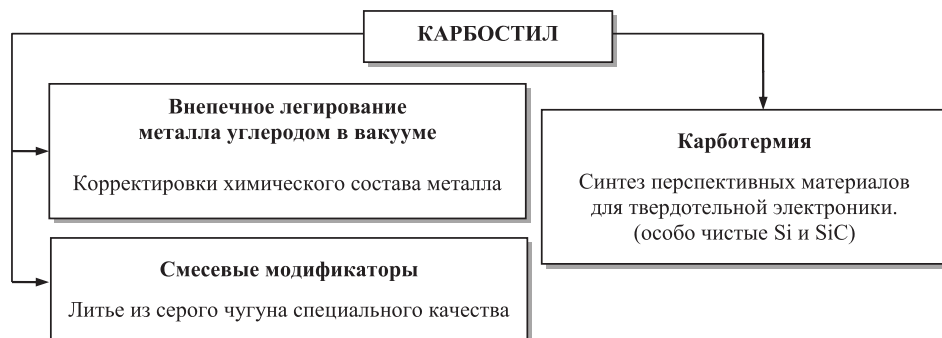 КАРБОСТИЛ
Внепечное легирование
металла углеродом в вакууме
Корректировки химического состава металла
Карботермия
Синтез перспективных материалов
для твердотельной электроники.
(особо чистые Si и SiC)
Смесевые модификаторы
Литье из серого чугуна специального качества